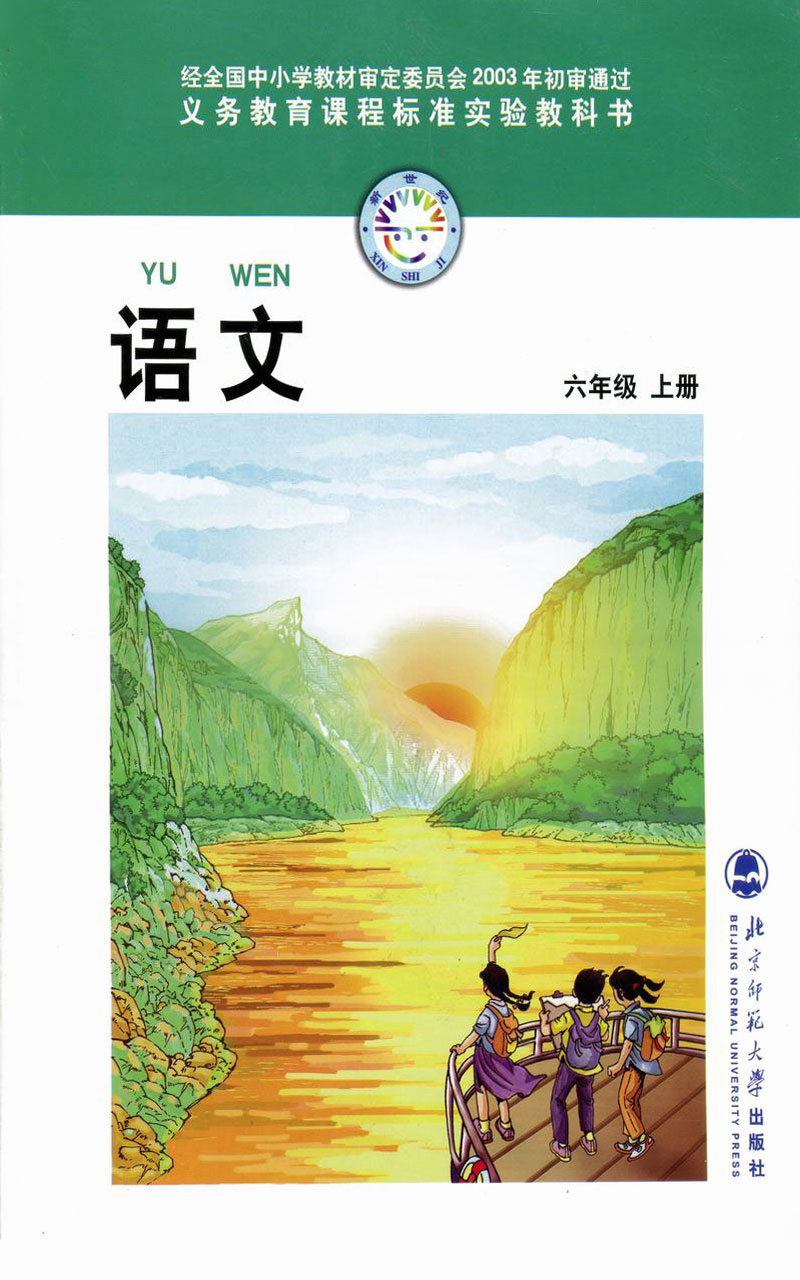 经全国中小学教材审定委员会2003年初审通过
义务教育课程标准实验教科书
新世纪
XIN SHI JI
YU WEN
语文
六年级 上册
北京师范大学出版社
BEIJING NORMAL UNIVERSITY PRESS